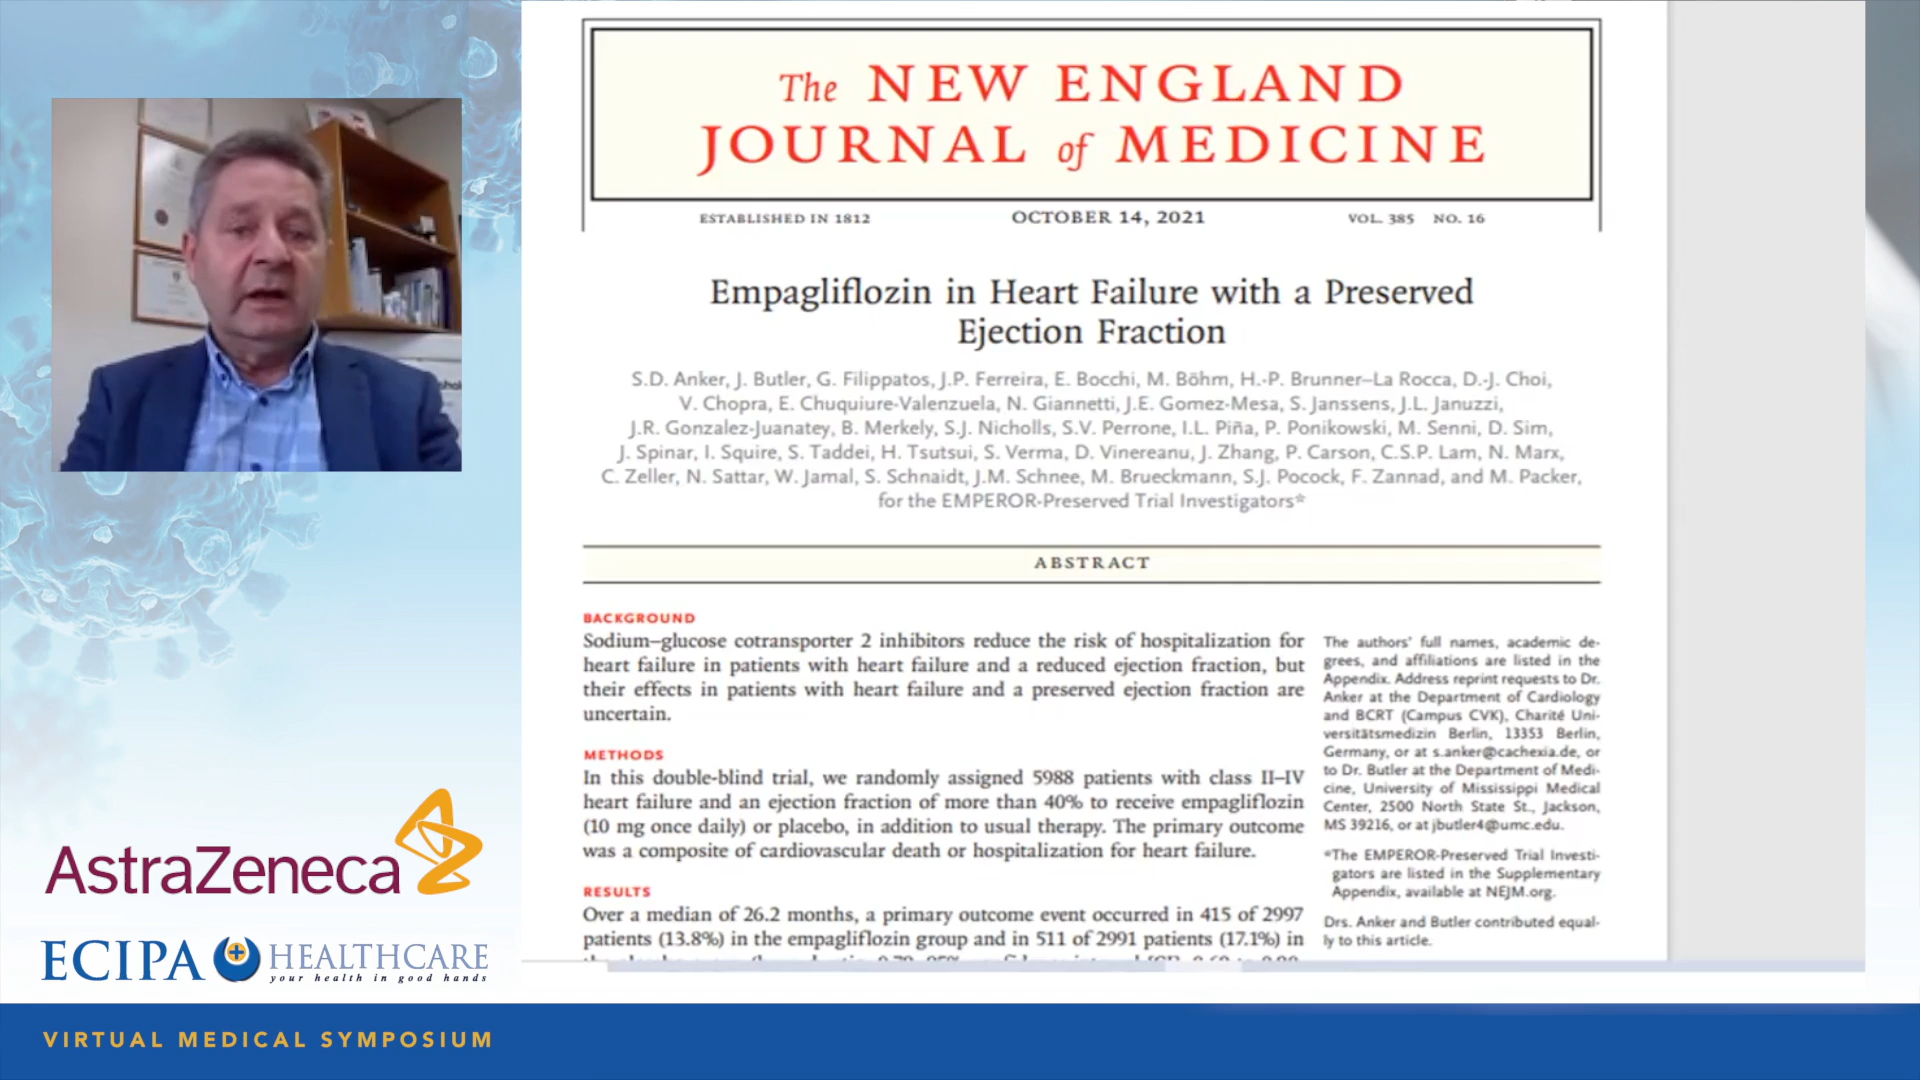 The NEW ENGLAND
JOURNAL of MEDICINE
ESTABLISHED IN 1812 OCTOBER 14, 2021 VOL. 385 NO. 16
Empagliflozin in Heart Failure with a Preserved
Ejection Fraction
S.D. Anker, J. Butler, G. Filippatos, J.P. Ferreira, E. Bocchi, M. Böhm, H.-P. Brunner–La Rocca, D.-J. Choi,
V. Chopra, E. Chuquiure-Valenzuela, N. Giannetti, J.E. Gomez-Mesa, S. Janssens, J.L. Januzzi,
J.R. Gonzalez-Juanatey, B. Merkely, S.J. Nicholls, S.V. Perrone, I.L. Piña, P. Ponikowski, M. Senni, D. Sim,
J. Spinar, I. Squire, S. Taddei, H. Tsutsui, S. Verma, D. Vinereanu, J. Zhang, P. Carson, C.S.P. Lam, N. Marx,
C. Zeller, N. Sattar, W. Jamal, S. Schnaidt, J.M. Schnee, M. Brueckmann, S.J. Pocock, F. Zannad, and M. Packer,
for the EMPEROR-Preserved Trial Investigators*
ABSTRACT
BACKGROUND
Sodium–glucose cotransporter 2 inhibitors reduce the risk of hospitalization for
heart failure in patients with heart failure and a reduced ejection fraction, but
their effects in patients with heart failure and a preserved ejection fraction are
uncertain.
METHODS
In this double-blind trial, we randomly assigned 5988 patients with class II–IV
heart failure and an ejection fraction of more than 40% to receive empagliflozin
(10 mg once daily) or placebo, in addition to usual therapy. The primary outcome
was a composite of cardiovascular death or hospitalization for heart failure.
RESULTS
Over a median of 26.2 months, a primary outcome event occurred in 415 of 2997
patients (13.8%) in the empagliflozin group and in 511 of 2991 patients (17.1%) in
The authors' full names, academic de-
grees, and affiliations are listed in the
Appendix. Address reprint requests to Dr.
Anker at the Department of Cardiology
and BCRT (Campus CVK), Charité Uni-
versitätsmedizin Berlin, 13353 Berlin,
Germany, or at s.anker@cachexia.de, or
to Dr. Butler at the Department of Medi-
cine, University of Mississippi Medical
Center, 2500 North State St., Jackson,
MS 39216, or at jbutler4@umc.edu.
*The EMPEROR-Preserved Trial Investi-
gators are listed in the Supplementary
Appendix, available at NEJM.org.
Drs. Anker and Butler contributed equal-
ly to this article.
AstraZeneca
ECIPA HEALTHCARE
your health in good hands
VIRTUAL MEDICAL SYMPOSIUM